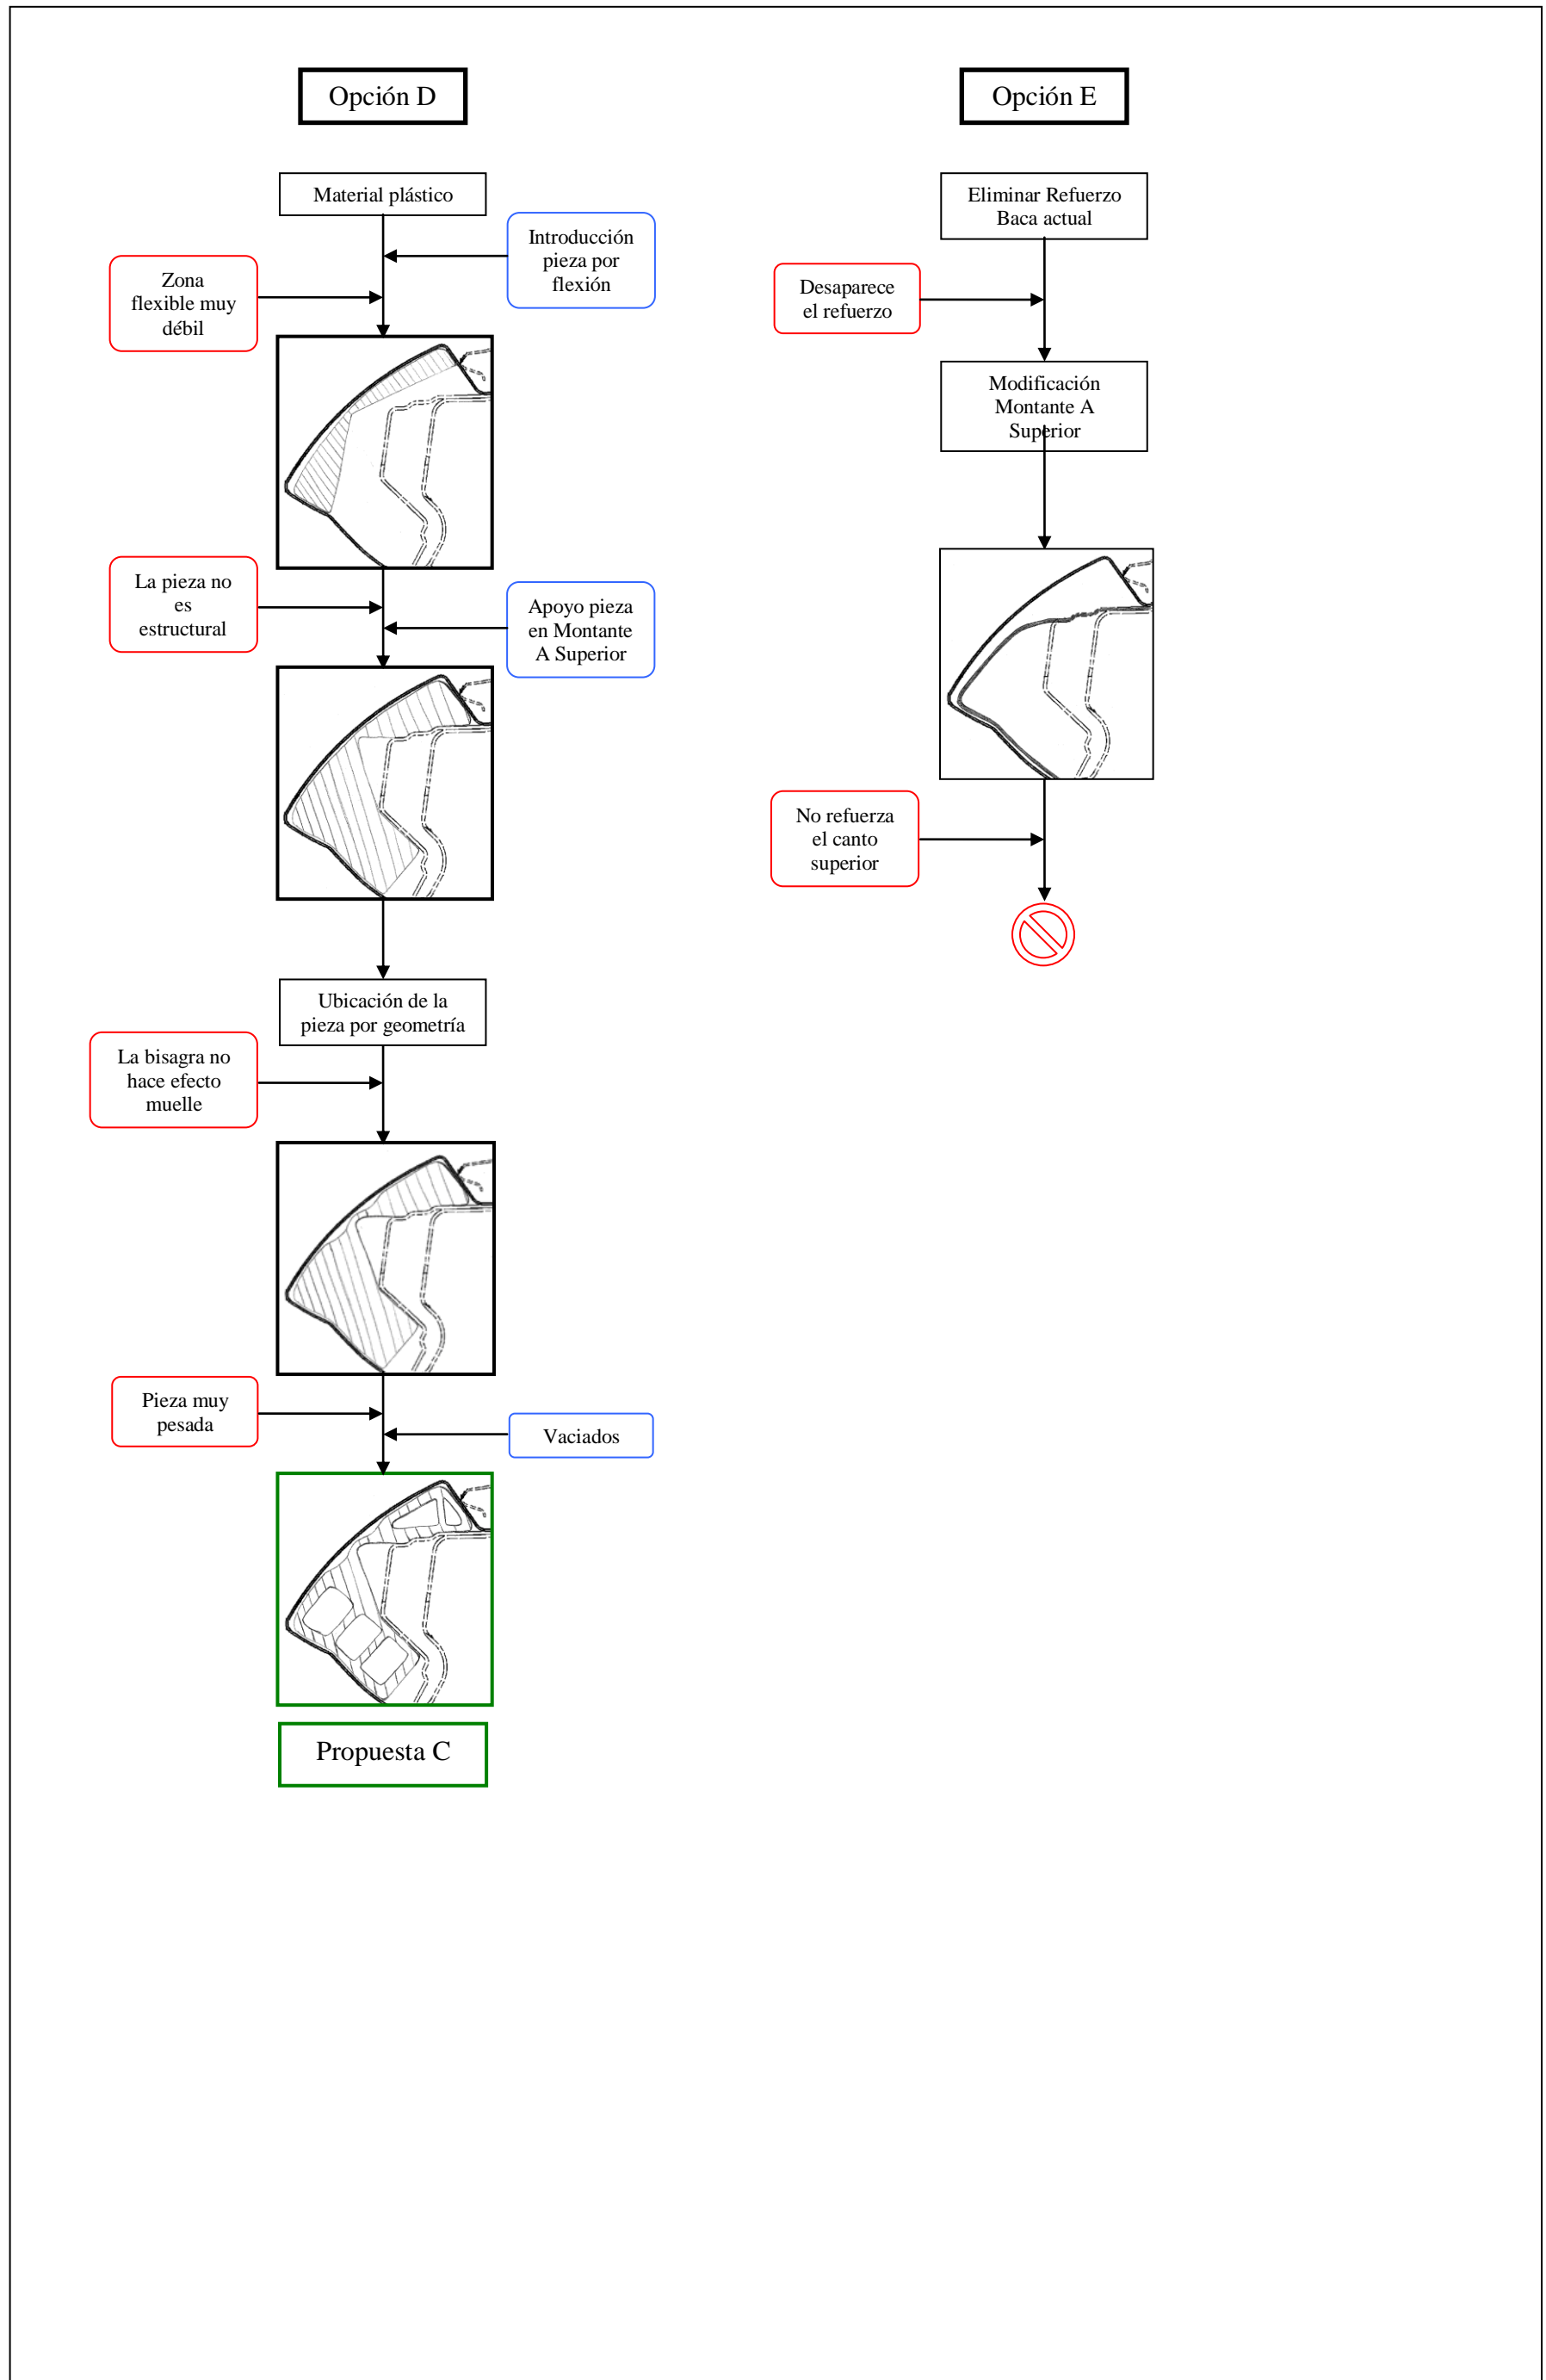 Opción D
Material plástico
Introducción
pieza por
flexión
Zona
flexible muy
débil
La pieza no
es
estructural
Apoyo pieza
en Montante
A Superior
Ubicación de la
pieza por geometría
La bisagra no
hace efecto
muelle
Pieza muy
pesada
Vaciados
Propuesta C
Opción E
Eliminar Refuerzo
Baca actual
Desaparece
el refuerzo
Modificación
Montante A
Superior
No refuerza
el canto
superior